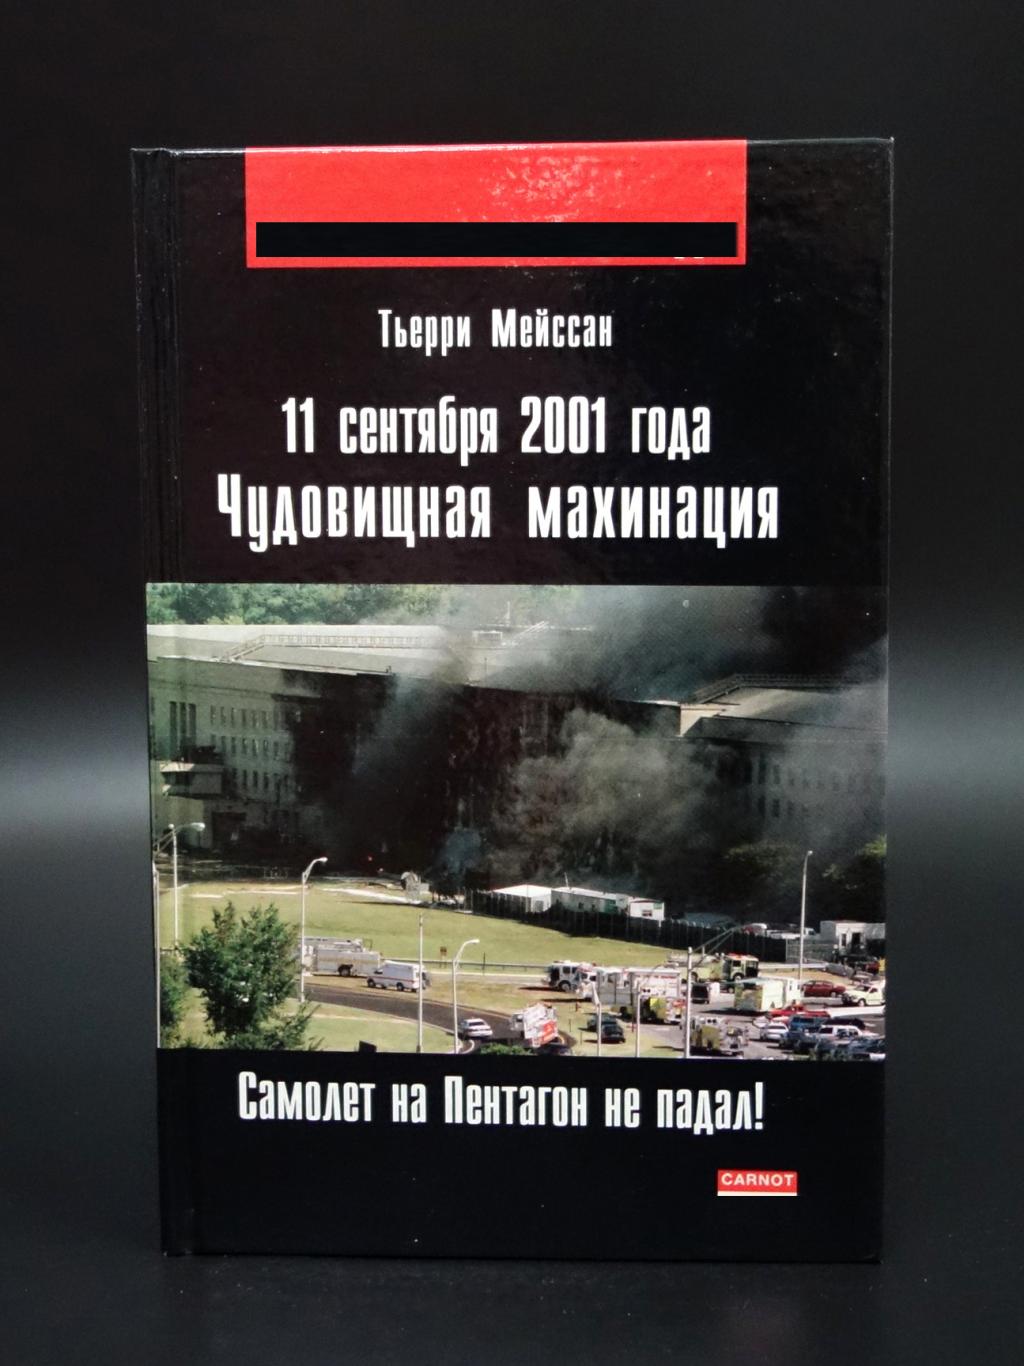 Тьерри Мейссан
11 сентября 2001 года
Чудовищная махинация
Самолет на Пентагон не падал!
CARNOT